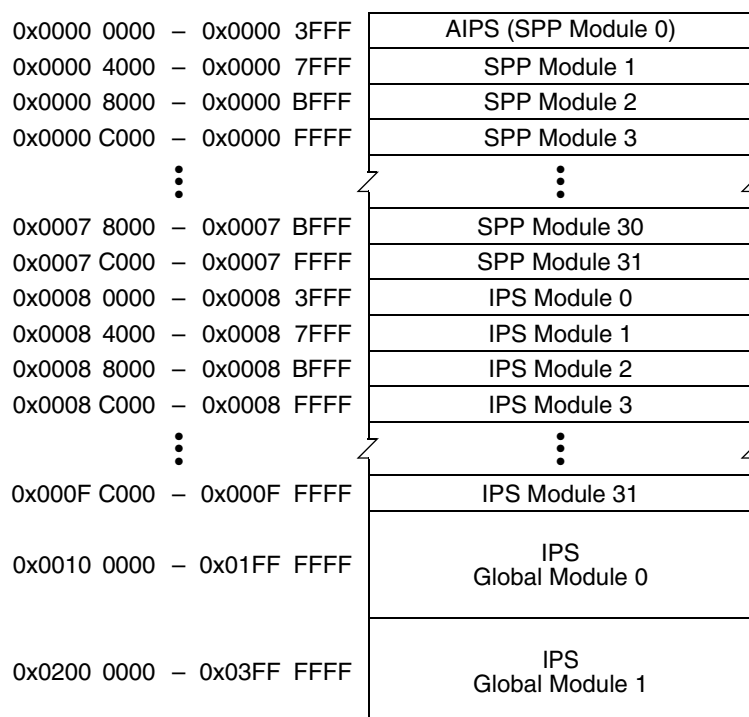 0x0000 0000 – 0x0000 3FFF AIPS (SPP Module 0)
0x0000 4000 – 0x0000 7FFF SPP Module 1
0x0000 8000 – 0x0000 BFFF SPP Module 2
0x0000 C000 – 0x0000 FFFF SPP Module 3
0x0007 8000 – 0x0007 BFFF SPP Module 30
0x0007 C000 – 0x0007 FFFF SPP Module 31
0x0008 0000 – 0x0008 3FFF IPS Module 0
0x0008 4000 – 0x0008 7FFF IPS Module 1
0x0008 8000 – 0x0008 BFFF IPS Module 2
0x0008 C000 – 0x0008 FFFF IPS Module 3
0x000F C000 – 0x000F FFFF IPS Module 31
0x0010 0000 – 0x01FF FFFF IPS
Global Module 0
0x0200 0000 – 0x03FF FFFF IPS
Global Module 1